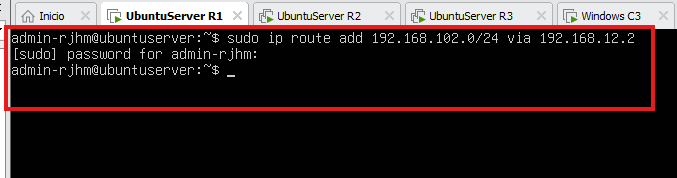 Inicio
UbuntuServer R1
UbuntuServer R2
UbuntuServer R3
Windows C3
admin-rjhm@ubuntuserver:~$ sudo ip route add 192.168.102.0/24 via 192.168.12.2
[sudo] password for admin-rjhm:
admin-rjhm@ubuntuserver:~$ _